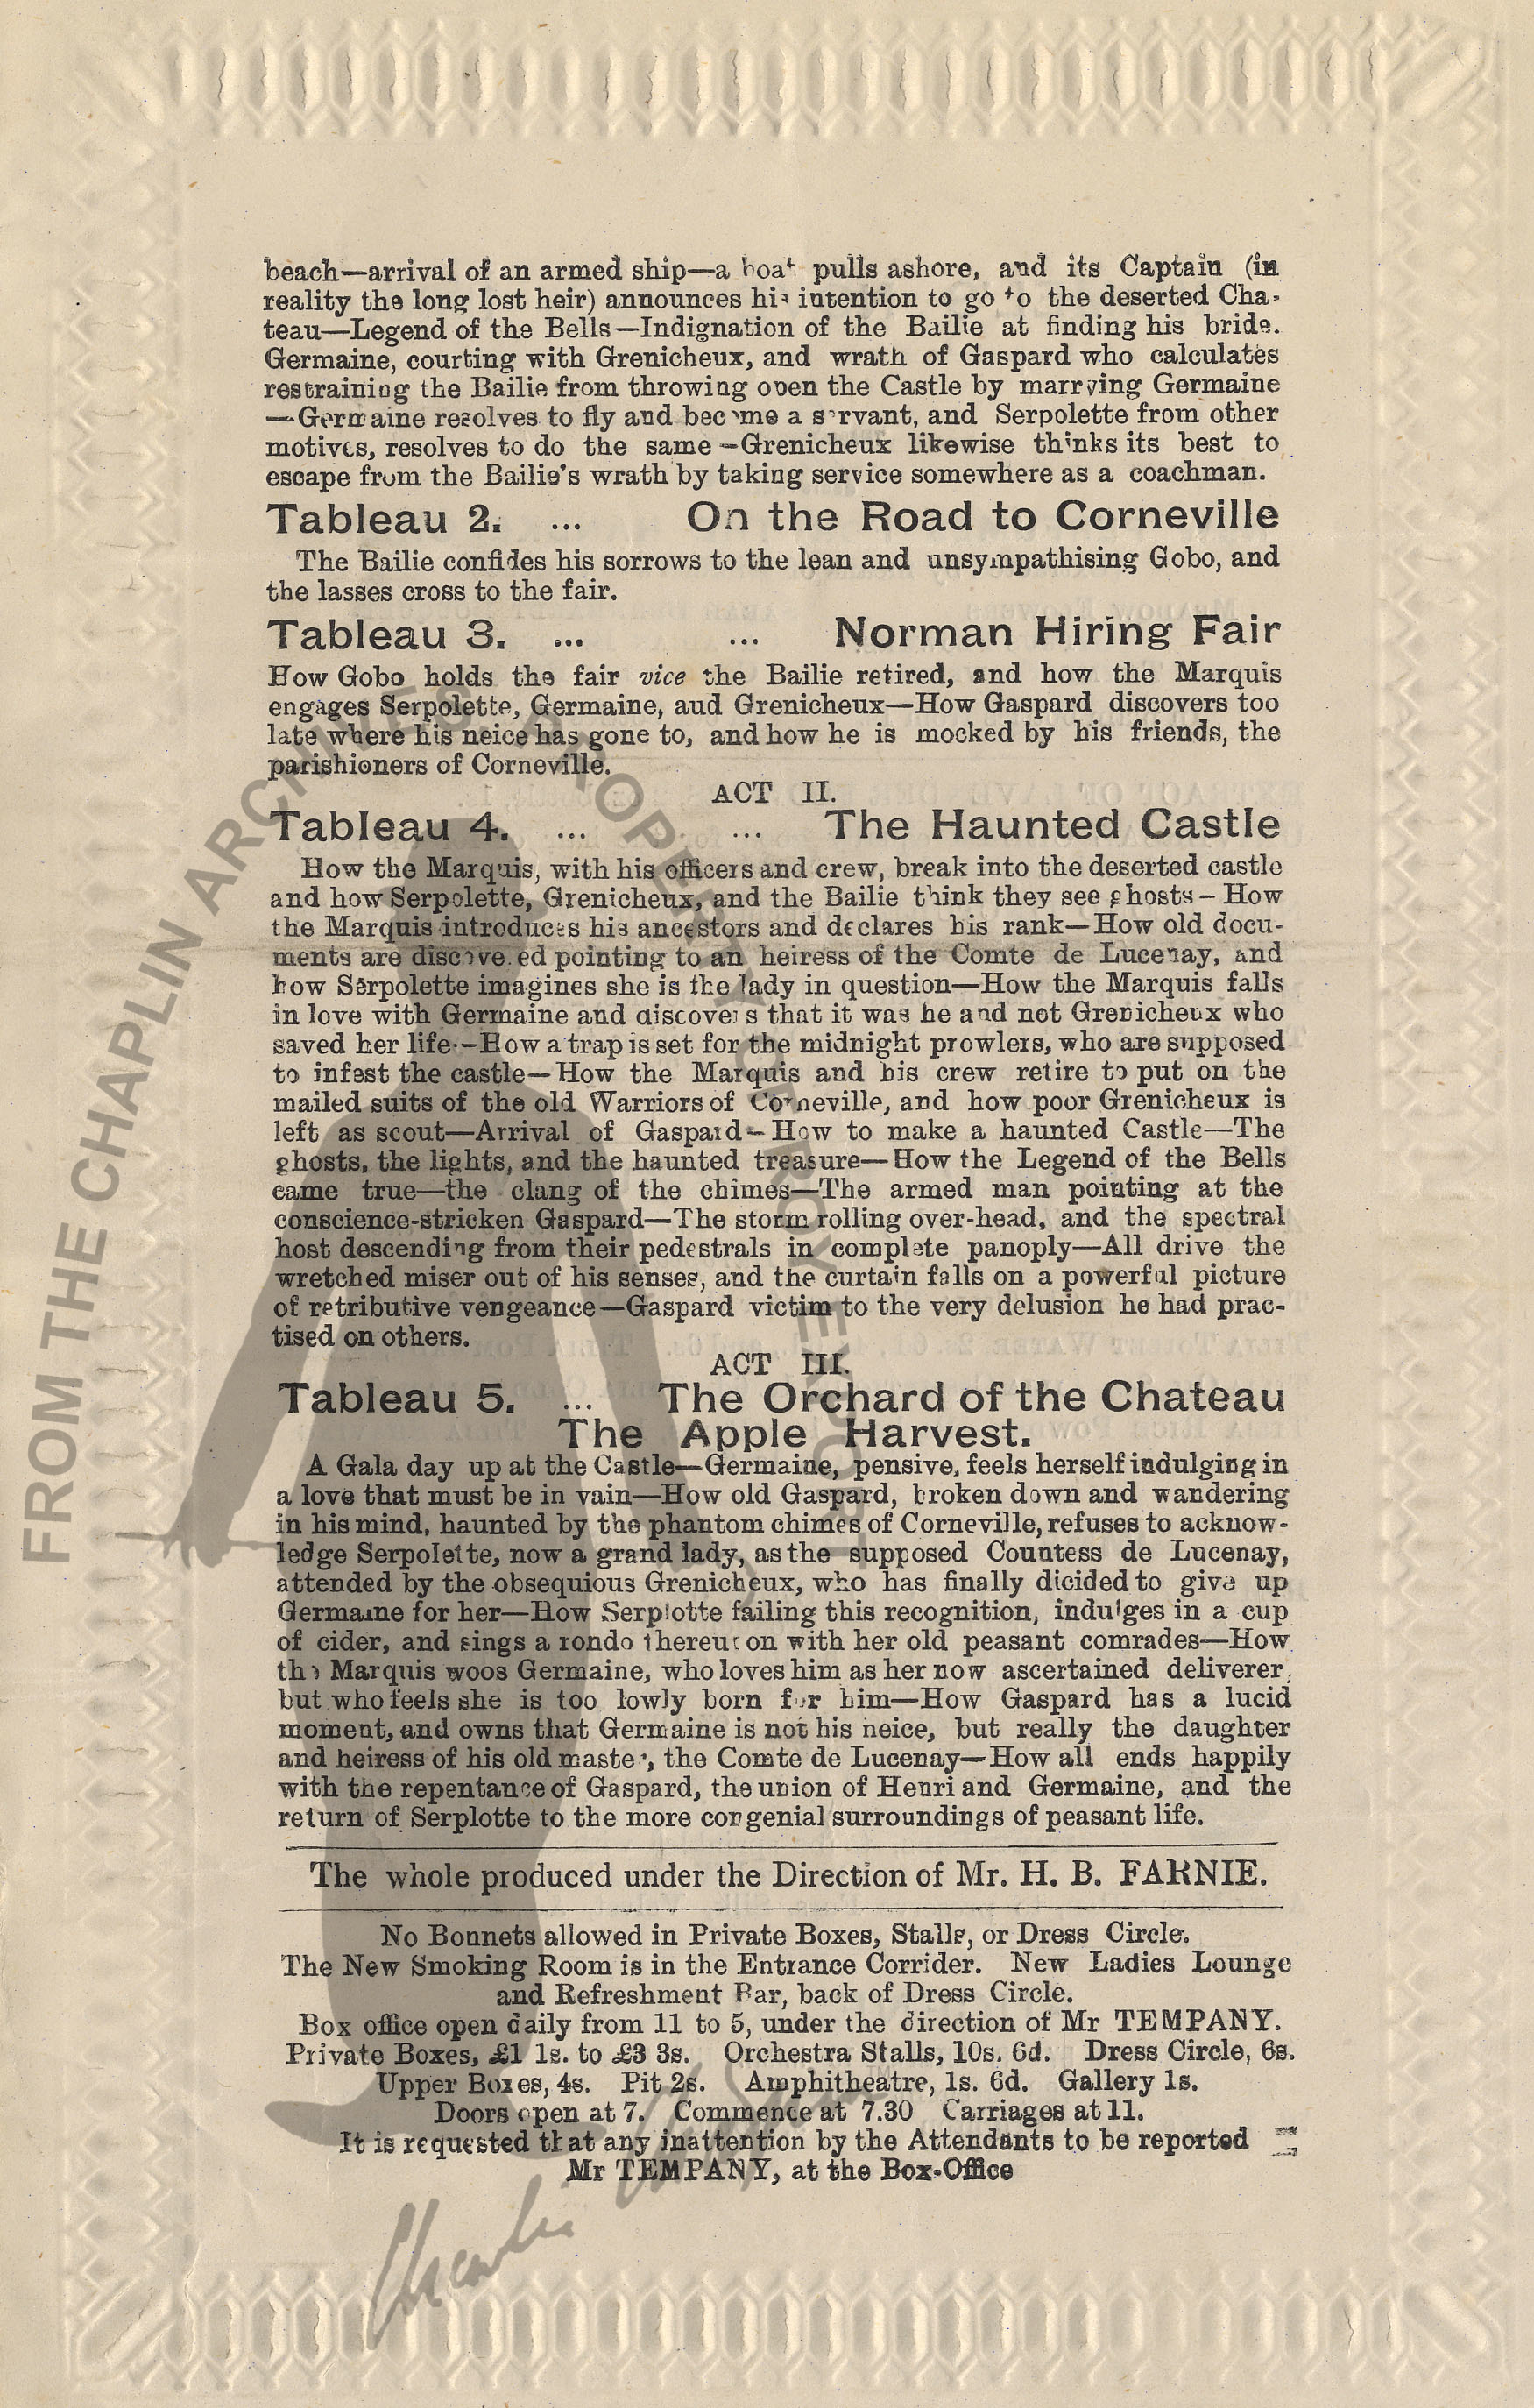 beach—arrival of an armed ship—a boat pulls ashore, and its Captain (in
reality the long lost heir) announces his intention to go to the deserted Cha-
teau—Legend of the Bells—Indignation of the Bailie at finding his bride.
Germaine, courting with Grenicheux, and wrath of Gaspard who calculates
restraining the Bailie from throwing open the Castle by marrying Germaine
—Germaine resolves to fly and become a servant, and Serpolette from other
motives, resolves to do the same—Grenicheux likewise thinks its best to
escape from the Bailie's wrath by taking service somewhere as a coachman.
Tableau 2. ... On the Road to Corneville
The Bailie confides his sorrows to the lean and unsympathising Gobo, and
the lasses cross to the fair.
Tableau 3. ... ... Norman Hiring Fair
How Gobo holds the fair vice the Bailie retired, and how the Marquis
engages Serpolette, Germaine, aud Grenicheux—How Gaspard discovers too
late where his neice has gone to, and how he is mocked by his friends, the
parishioners of Corneville.
ACT II.
Tableau 4. ... ... The Haunted Castle
How the Marquis, with his officers and crew, break into the deserted castle
and how Serpolette, Grenicheux, and the Bailie think they see ghosts—How
the Marquis introduces his ancestors and declares his rank—How old docu-
ments are discovered pointing to an heiress of the Comte de Lucenay, and
how Serpolette imagines she is the lady in question—How the Marquis falls
in love with Germaine and discovers that it was he and not Grenicheux who
saved her life.—How a trap is set for the midnight prowlers, who are supposed
to infest the castle—How the Marquis and his crew retire to put on the
mailed suits of the old Warriors of Corneville, and how poor Grenicheux is
left as scout—Arrival of Gaspard—How to make a haunted Castle—The
ghosts, the lights, and the haunted treasure—How the Legend of the Bells
came true—the clang of the chimes—The armed man pointing at the
conscience-stricken Gaspard—The storm rolling over-head, and the spectral
host descending from their pedestrals in complete panoply—All drive the
wretched miser out of his senses, and the curtain falls on a powerful picture
of retributive vengeance—Gaspard victim to the very delusion he had prac-
tised on others.
ACT III.
Tableau 5. ... The Orchard of the Chateau
The Apple Harvest.
A Gala day up at the Castle—Germaine, pensive, feels herself indulging in
a love that must be in vain—How old Gaspard, broken down and wandering
in his mind, haunted by the phantom chimes of Corneville, refuses to acknow-
ledge Serpolette, now a grand lady, as the supposed Countess de Lucenay,
attended by the obsequious Grenicheux, who has finally dicided to give up
Germaine for her—How Serplotte failing this recognition, indulges in a cup
of cider, and sings a rondo thereupon with her old peasant comrades—How
the Marquis woos Germaine, who loves him as her now ascertained deliverer,
but who feels she is too lowly born for him—How Gaspard has a lucid
moment, and owns that Germaine is not his neice, but really the daughter
and heiress of his old master, the Comte de Lucenay—How all ends happily
with the repentance of Gaspard, the union of Henri and Germaine, and the
return of Serplotte to the more congenial surroundings of peasant life.
The whole produced under the Direction of Mr. H. B. FARNIE.
No Bonnets allowed in Private Boxes, Stalls, or Dress Circle.
The New Smoking Room is in the Entrance Corrider. New Ladies Lounge
and Refreshment Bar, back of Dress Circle.
Box office open daily from 11 to 5, under the direction of Mr TEMPANY.
Private Boxes, £1 1s. to £3 3s. Orchestra Stalls, 10s. 6d. Dress Circle, 6s.
Upper Boxes, 4s. Pit 2s. Amphitheatre, 1s. 6d. Gallery 1s.
Doors open at 7. Commence at 7.30 Carriages at 11.
It is requested that any inattention by the Attendants to be reported
Mr TEMPANY, at the Box-Office
FROM THE CHAPLIN ARCHIVES PROPERTY OF ROY EXPORT
Charlie Chaplin